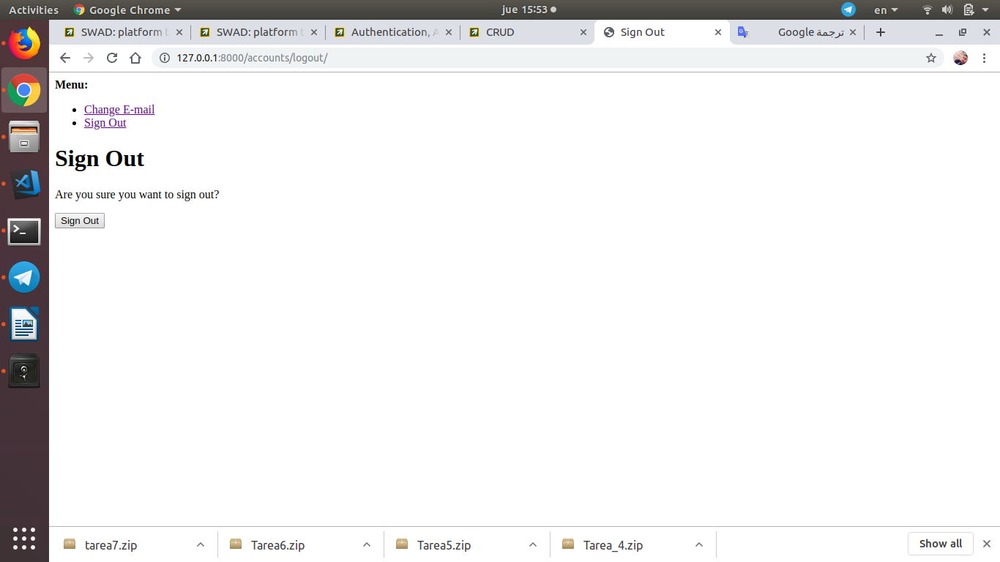 Activities Google Chrome jue 15:53 en
SWAD: platform t SWAD: platform t Authentication, A CRUD Sign Out ترجمة Google
127.0.0.1:8000/accounts/logout/
Menu:
Change E-mail
Sign Out
Sign Out
Are you sure you want to sign out?
Sign Out
tarea7.zip Tarea6.zip Tarea5.zip Tarea_4.zip Show all